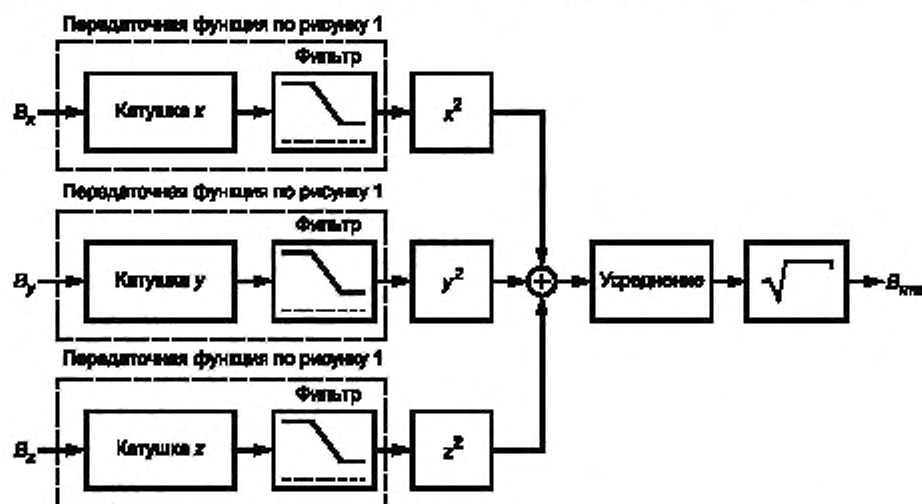 Передаточная функция по рисунку 1
Фильтр
Bx Катушка x x²
Передаточная функция по рисунку 1
Фильтр
By Катушка y y² + Усреднение √ Brms
Передаточная функция по рисунку 1
Фильтр
Bz Катушка z z²